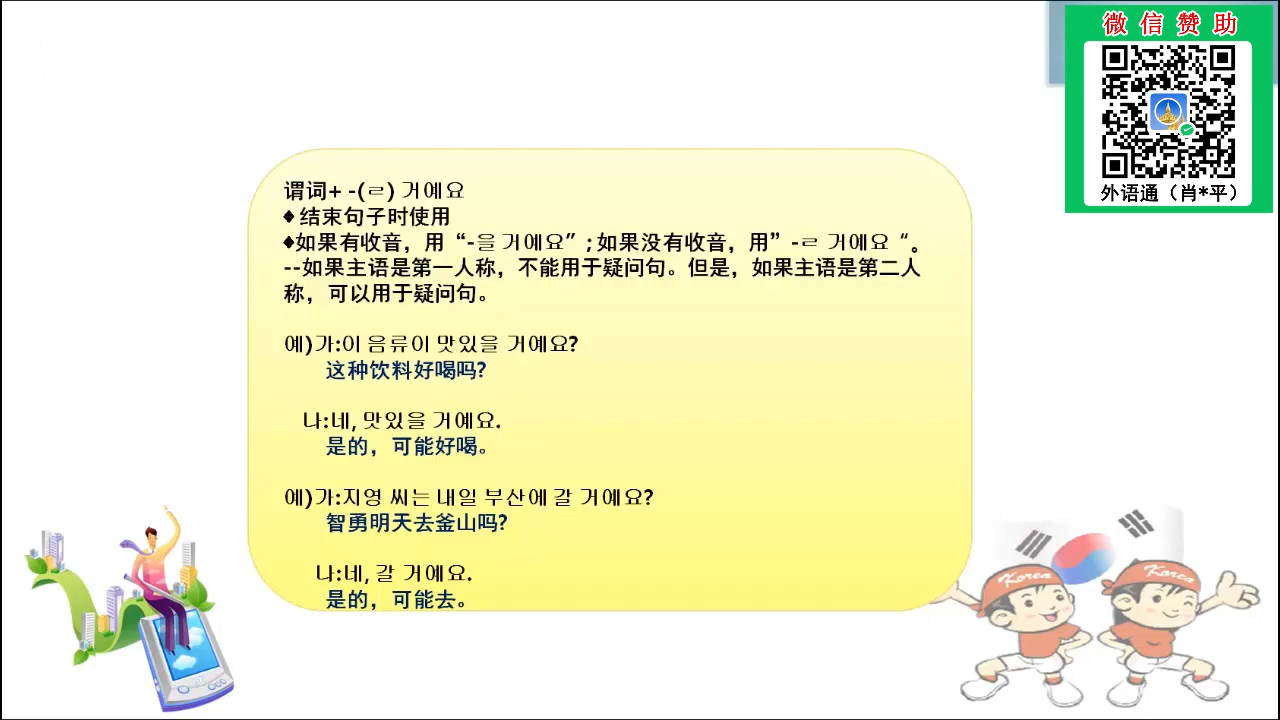 微信赞助
外语通（肖*平）
谓词+ -(ㄹ) 거예요
♦结束句子时使用
♦如果有收音，用“-을 거예요”;如果没有收音，用”-ㄹ 거예요“。
--如果主语是第一人称，不能用于疑问句。但是，如果主语是第二人
称，可以用于疑问句。
예)가:이 음류이 맛있을 거예요?
这种饮料好喝吗?
나:네, 맛있을 거예요.
是的，可能好喝。
예)가:지영 씨는 내일 부산에 갈 거예요?
智勇明天去釜山吗?
나:네, 갈 거예요.
是的，可能去。
Korea
Korea